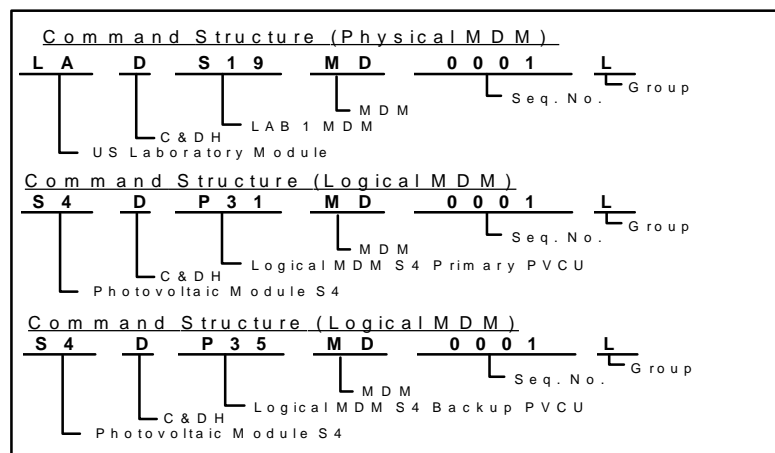 Command Structure (Physical MDM)
LA D S19 MD 0001 L
Group
Seq. No.
MDM
LAB 1 MDM
C&DH
US Laboratory Module
Command Structure (Logical MDM)
S4 D P31 MD 0001 L
Group
Seq. No.
MDM
Logical MDM S4 Primary PVCU
C&DH
Photovoltaic Module S4
Command Structure (Logical MDM)
S4 D P35 MD 0001 L
Group
Seq. No.
MDM
Logical MDM S4 Backup PVCU
C&DH
Photovoltaic Module S4